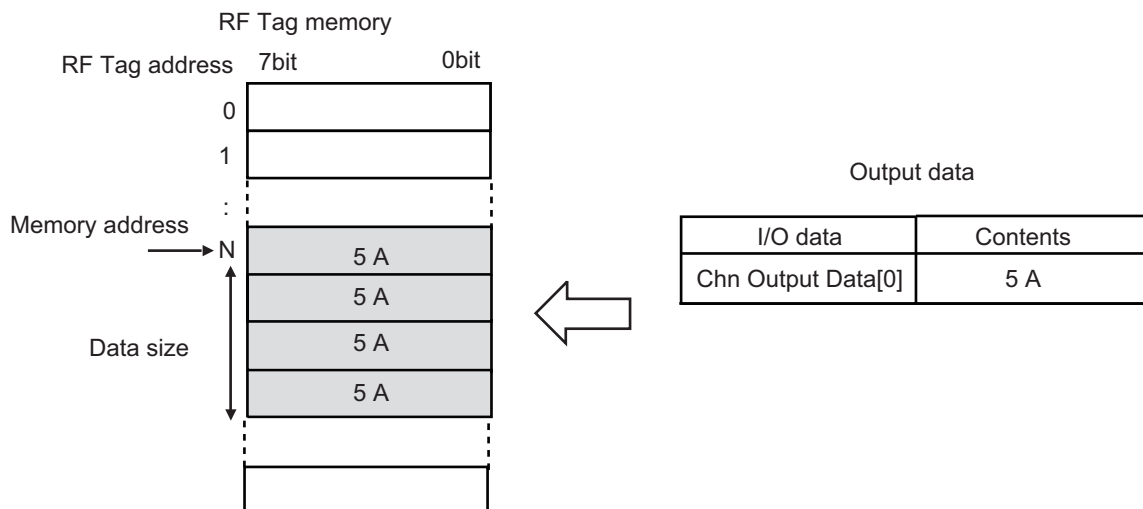 RF Tag memory
RF Tag address 7bit 0bit
0
1
Output data
:
Memory address
I/O data Contents
N 5 A
Chn Output Data[0] 5 A
5 A
Data size 5 A
5 A